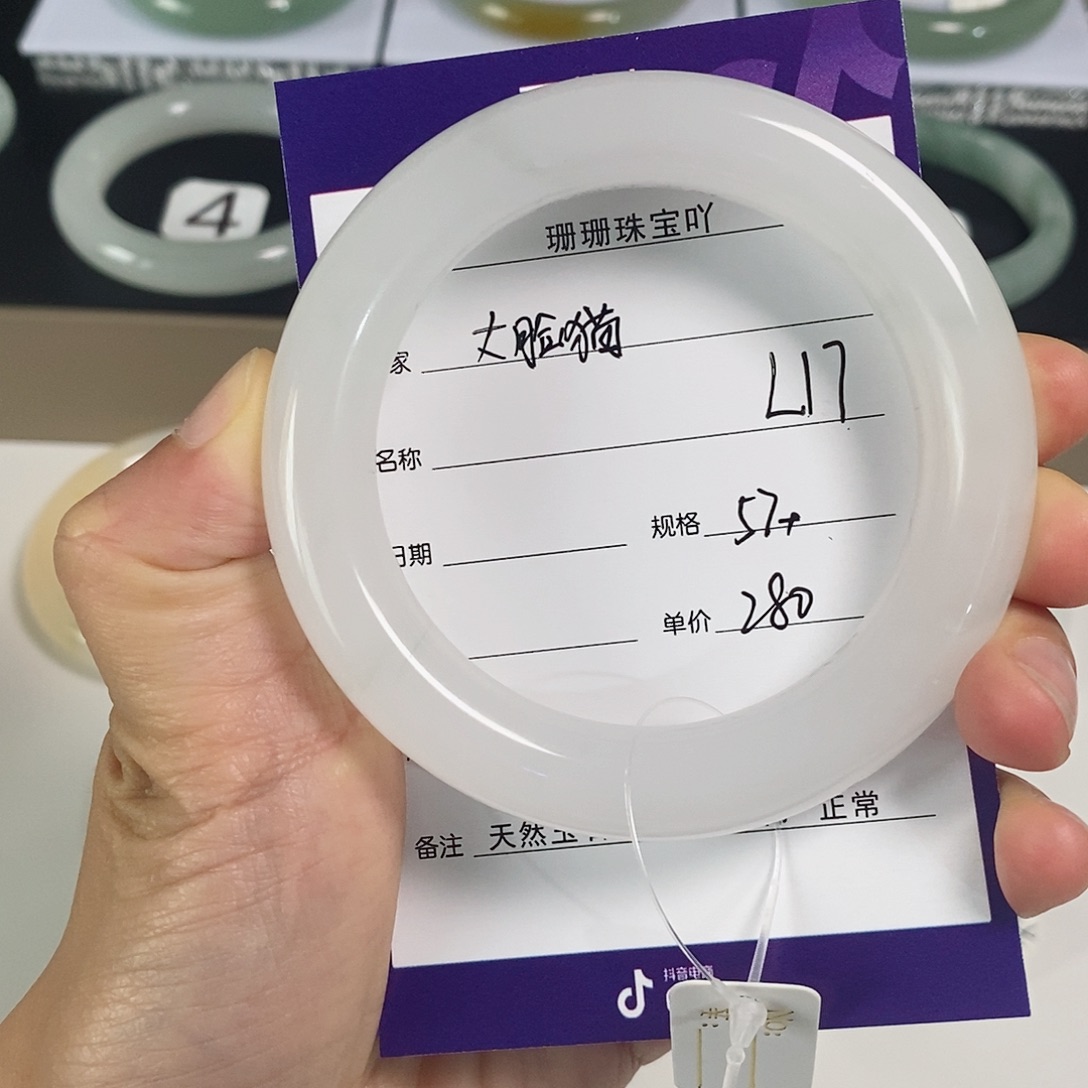 4
珊珊珠宝吖
家 大脸猫
L17
名称
日期
规格 57+
单价 280
备注 天然玉 正常
抖音电商
No: